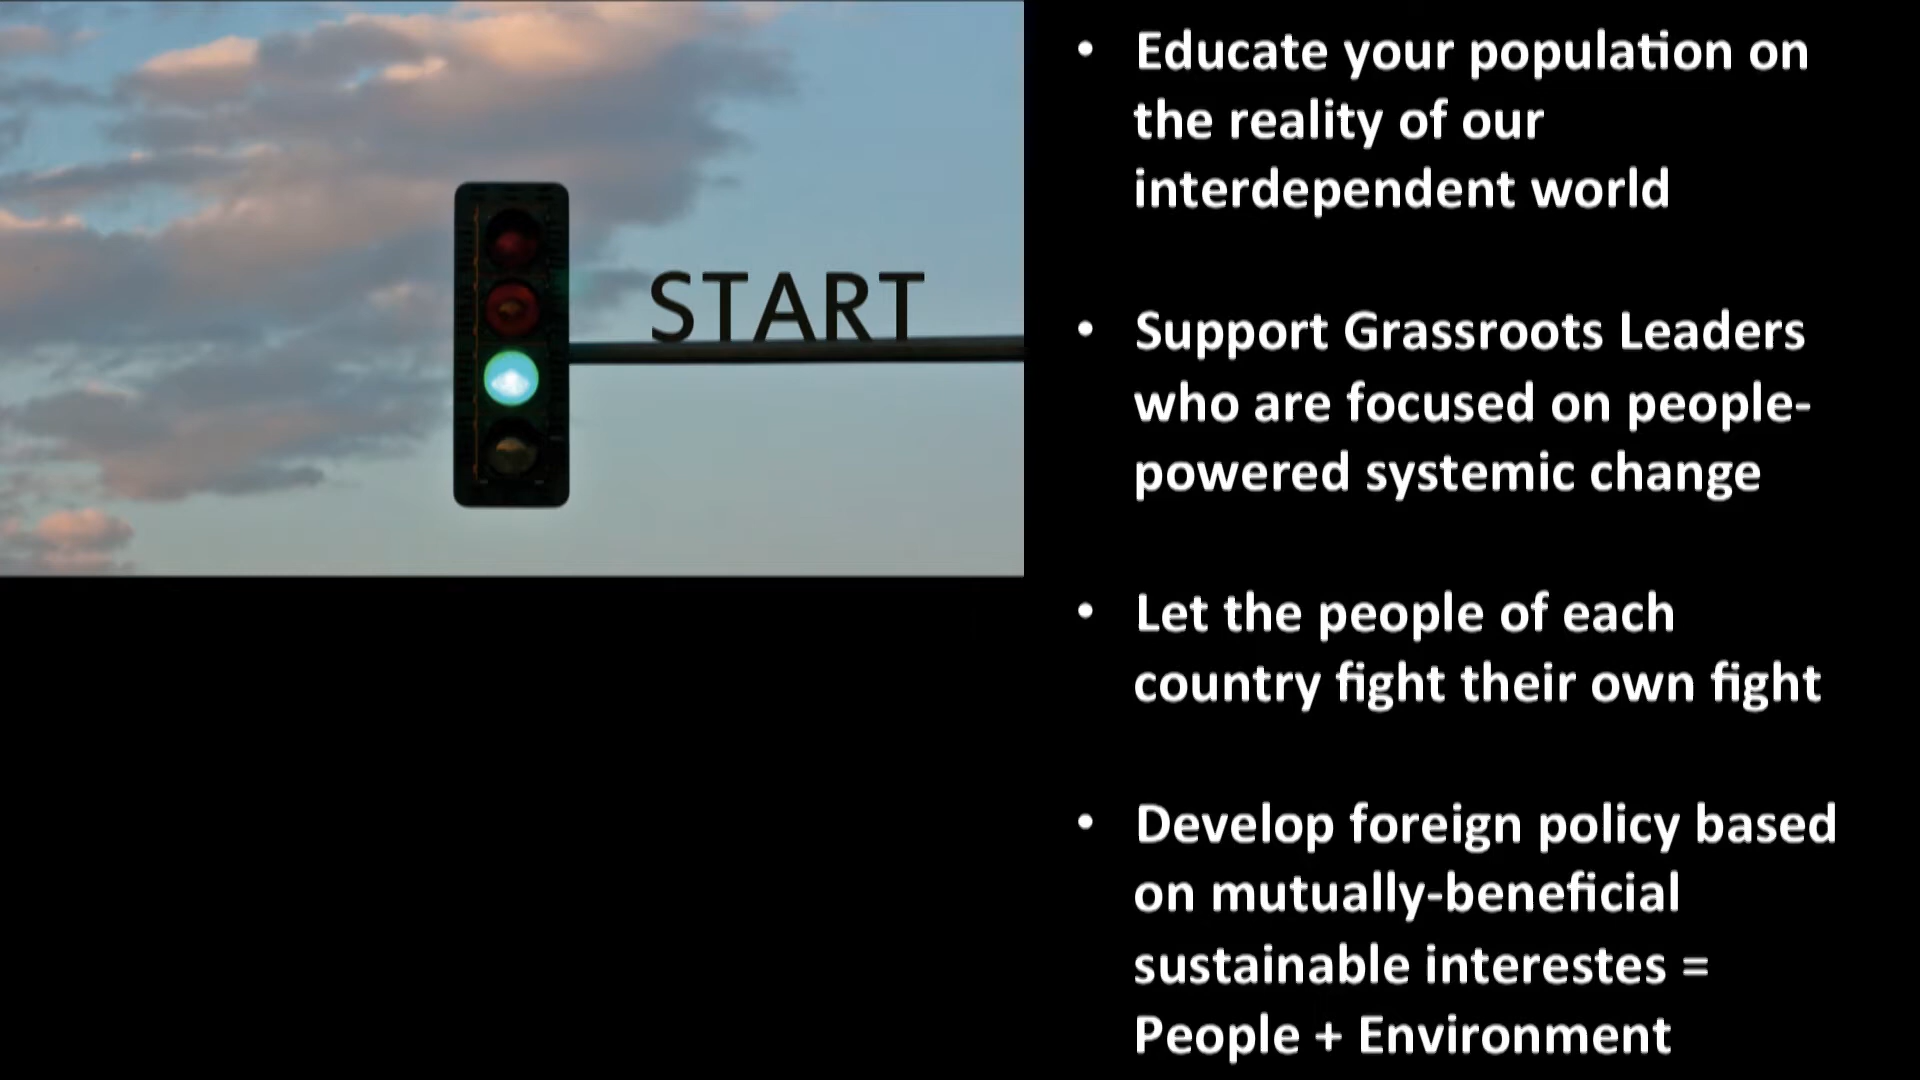 START
• Educate your population on
the reality of our
interdependent world
• Support Grassroots Leaders
who are focused on people-
powered systemic change
• Let the people of each
country fight their own fight
• Develop foreign policy based
on mutually-beneficial
sustainable interestes =
People + Environment